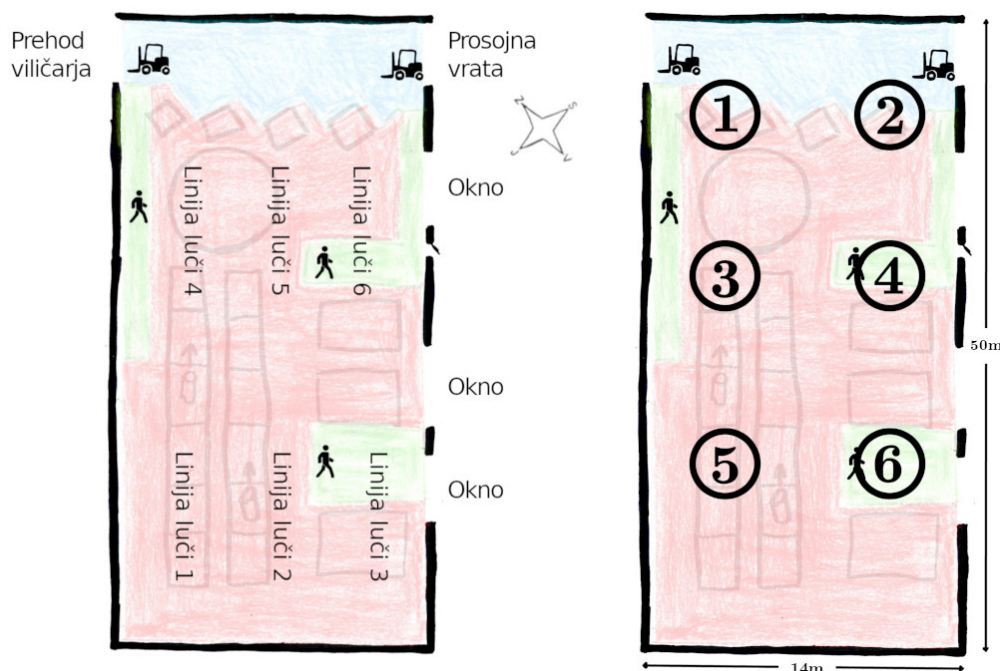 Prehod
viličarja
Prosojna
vrata
Z
S
J
V
Okno
Linija luči 4
Linija luči 5
Linija luči 6
Okno
Okno
Linija luči 1
Linija luči 2
Linija luči 3
1
2
3
4
5
6
50m
14m